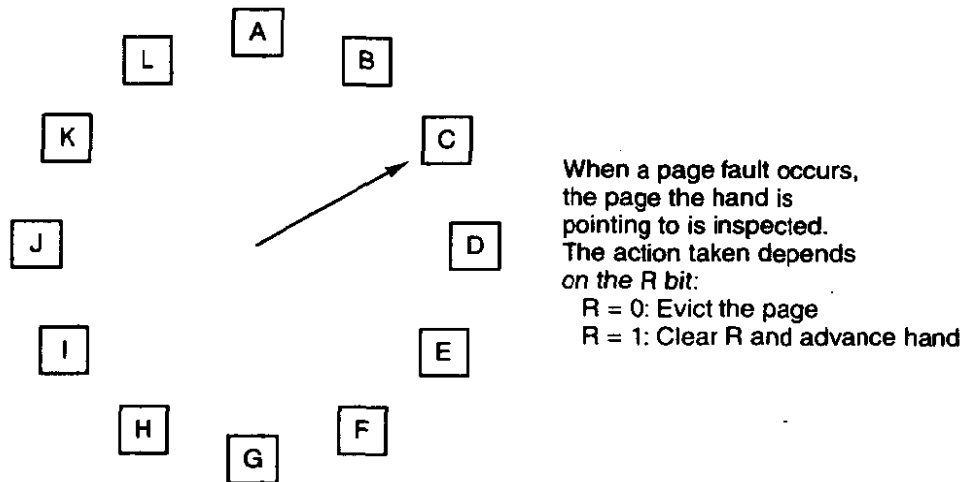 A
L
B
K
C
J
D
I
E
H
F
G
When a page fault occurs,
the page the hand is
pointing to is inspected.
The action taken depends
on the R bit:
R = 0: Evict the page
R = 1: Clear R and advance hand